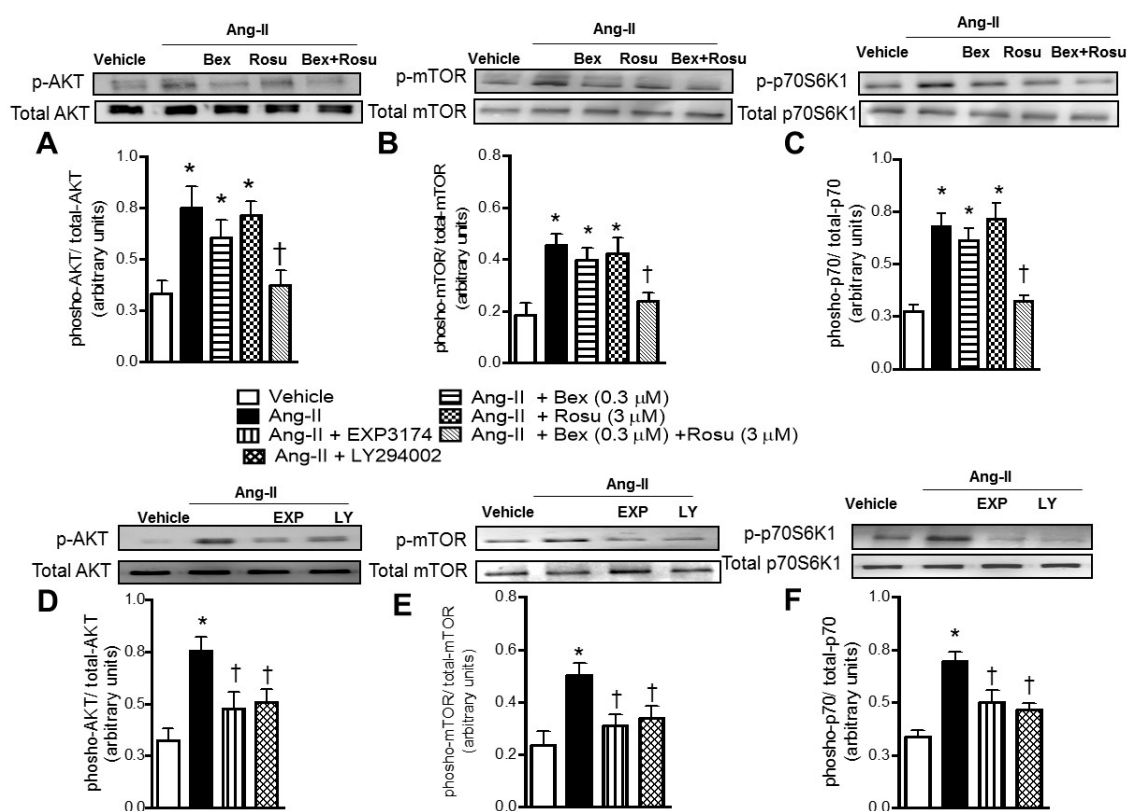 Ang-II
Vehicle Bex Rosu Bex+Rosu
p-AKT
Total AKT
Ang-II
Vehicle Bex Rosu Bex+Rosu
p-mTOR
Total mTOR
Ang-II
Vehicle Bex Rosu Bex+Rosu
p-p70S6K1
Total p70S6K1
A
phosho-AKT/ total-AKT
(arbitrary units)
1.0
0.8
0.5
0.3
0.0
* * * †
B
phosho-mTOR/ total-mTOR
(arbitrary units)
0.8
0.6
0.4
0.2
0.0
* * * †
C
phosho-p70/ total-p70
(arbitrary units)
1.0
0.8
0.5
0.3
0.0
* * * †
Vehicle
Ang-II
Ang-II + EXP3174
Ang-II + LY294002
Ang-II + Bex (0.3 μM)
Ang-II + Rosu (3 μM)
Ang-II + Bex (0.3 μM) +Rosu (3 μM)
Ang-II
Vehicle EXP LY
p-AKT
Total AKT
Ang-II
Vehicle EXP LY
p-mTOR
Total mTOR
Ang-II
Vehicle EXP LY
p-p70S6K1
Total p70S6K1
D
phosho-AKT/ total-AKT
(arbitrary units)
1.0
0.8
0.5
0.3
0.0
* † †
E
phosho-mTOR/ total-mTOR
(arbitrary units)
0.8
0.6
0.4
0.2
0.0
* † †
F
phosho-p70/ total-p70
(arbitrary units)
1.0
0.8
0.5
0.3
0.0
* † †